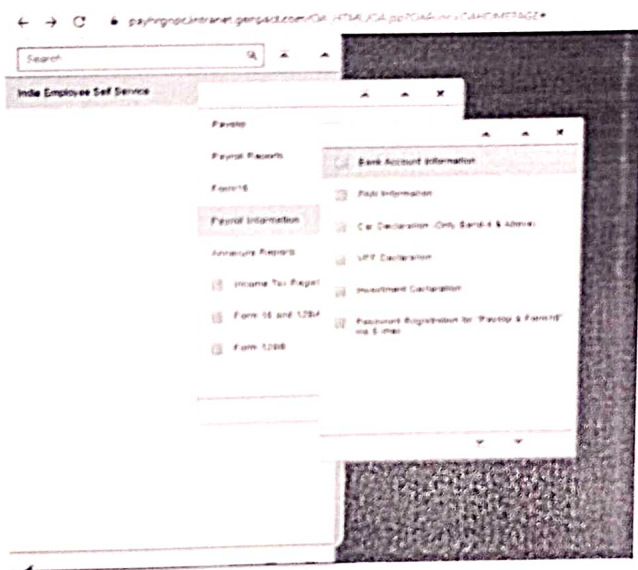 Search
India Employee Self Service
Payslip
Payroll Reports
Form16
Payroll Information
Annexure Reports
Income Tax
Form 16 and 12BA
Form 12BB
Bank Account Information
PAN Information
Car Declaration (Only Band-4 & Above)
VPF Declaration
Investment Declaration
Password Registration for "Payslip & Form16"
via E-mail